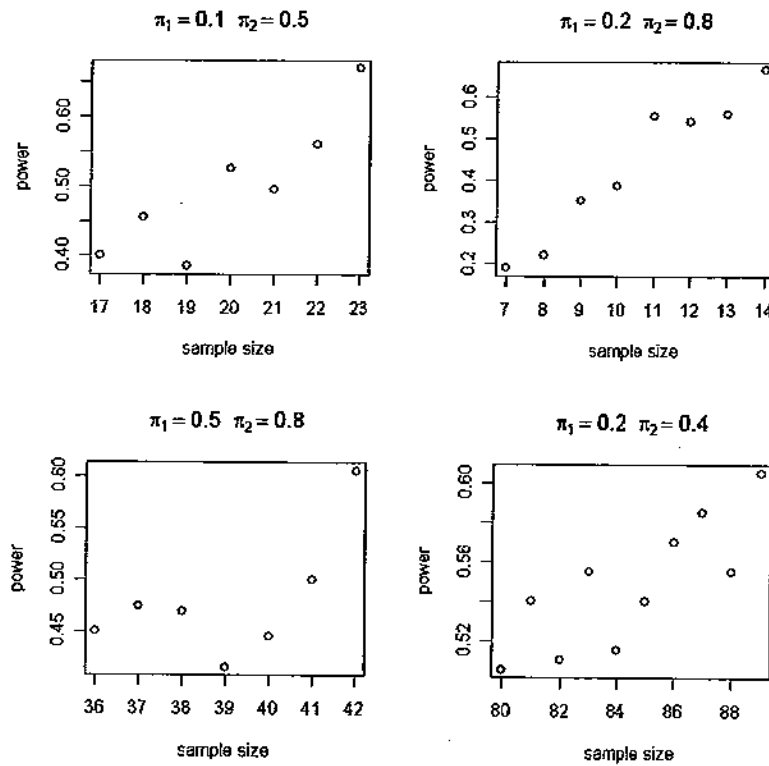 π₁ = 0.1 π₂ = 0.5
power
0.60
0.50
0.40
17 18 19 20 21 22 23
sample size
π₁ = 0.2 π₂ = 0.8
power
0.6
0.5
0.4
0.3
0.2
7 8 9 10 11 12 13 14
sample size
π₁ = 0.5 π₂ = 0.8
power
0.60
0.55
0.50
0.45
36 37 38 39 40 41 42
sample size
π₁ = 0.2 π₂ = 0.4
power
0.60
0.56
0.52
80 82 84 86 88
sample size